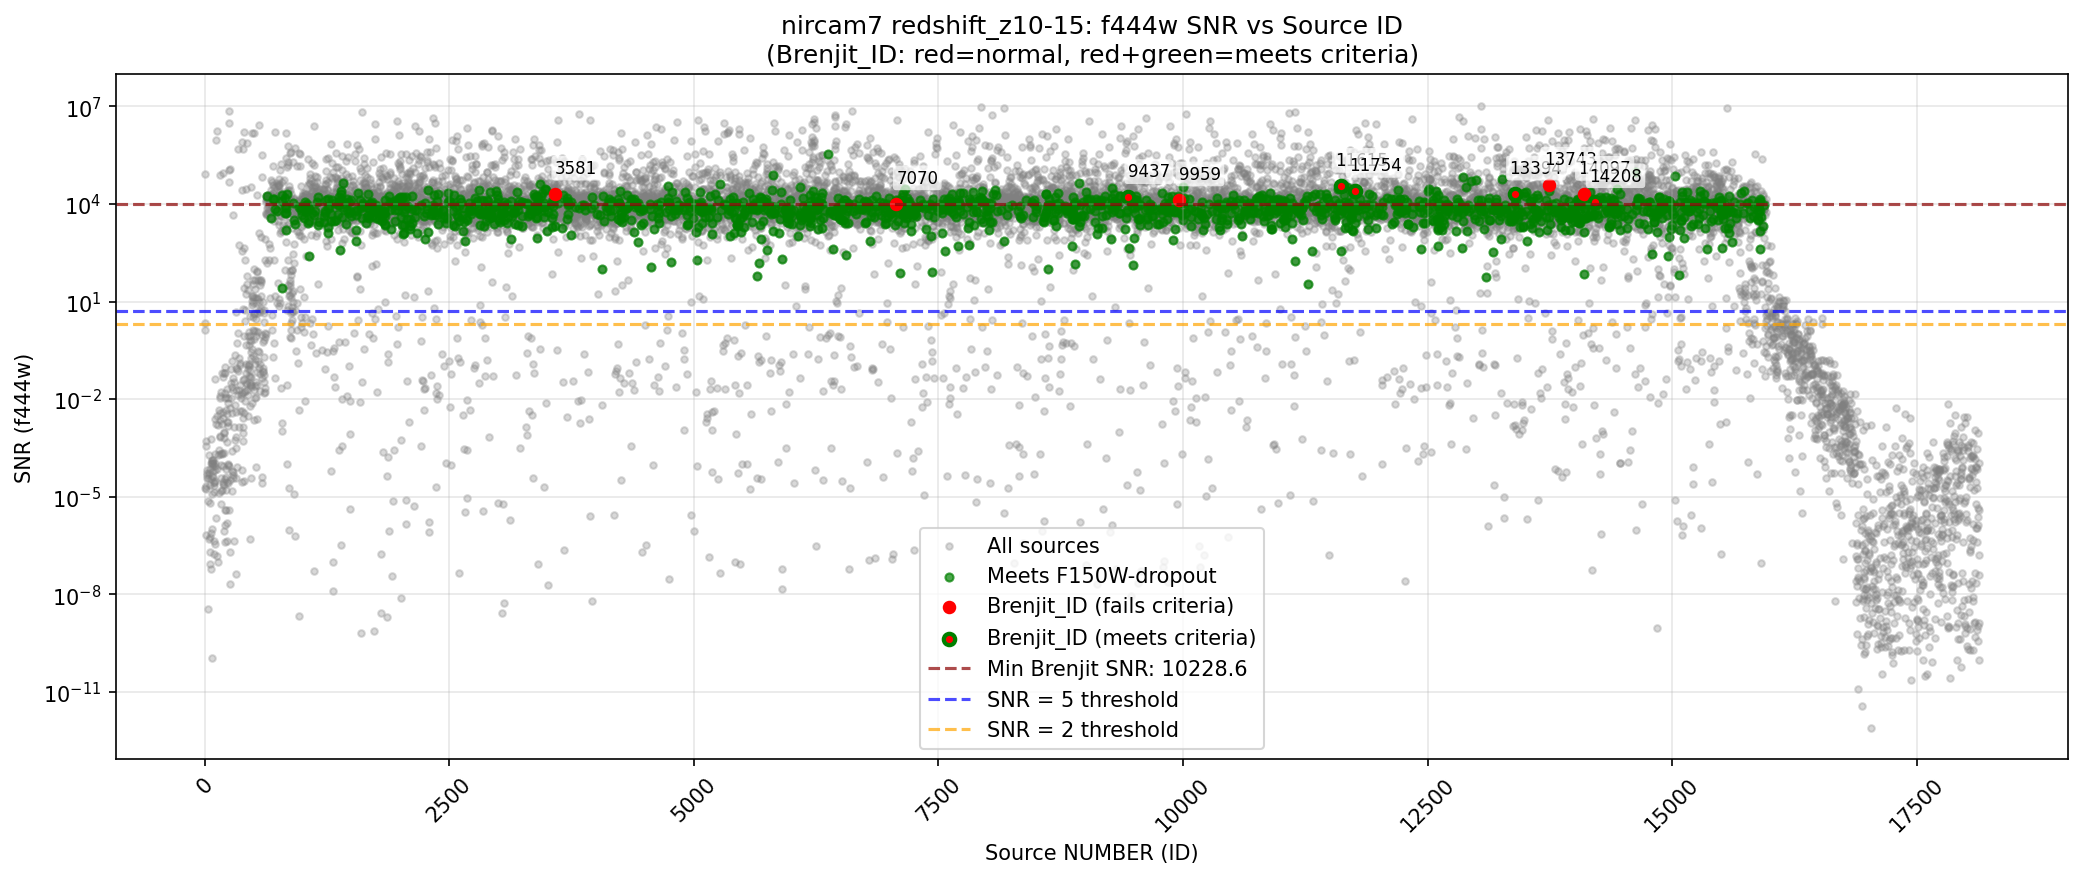 nircam7 redshift_z10-15: f444w SNR vs Source ID
(Brenjit_ID: red=normal, red+green=meets criteria)
SNR (f444w)
10^7
10^4
10^1
10^-2
10^-5
10^-8
10^-11
3581
7070
9437
9959
11754
13394
13743
14208
All sources
Meets F150W-dropout
Brenjit_ID (fails criteria)
Brenjit_ID (meets criteria)
Min Brenjit SNR: 10228.6
SNR = 5 threshold
SNR = 2 threshold
0
2500
5000
7500
10000
12500
15000
17500
Source NUMBER (ID)